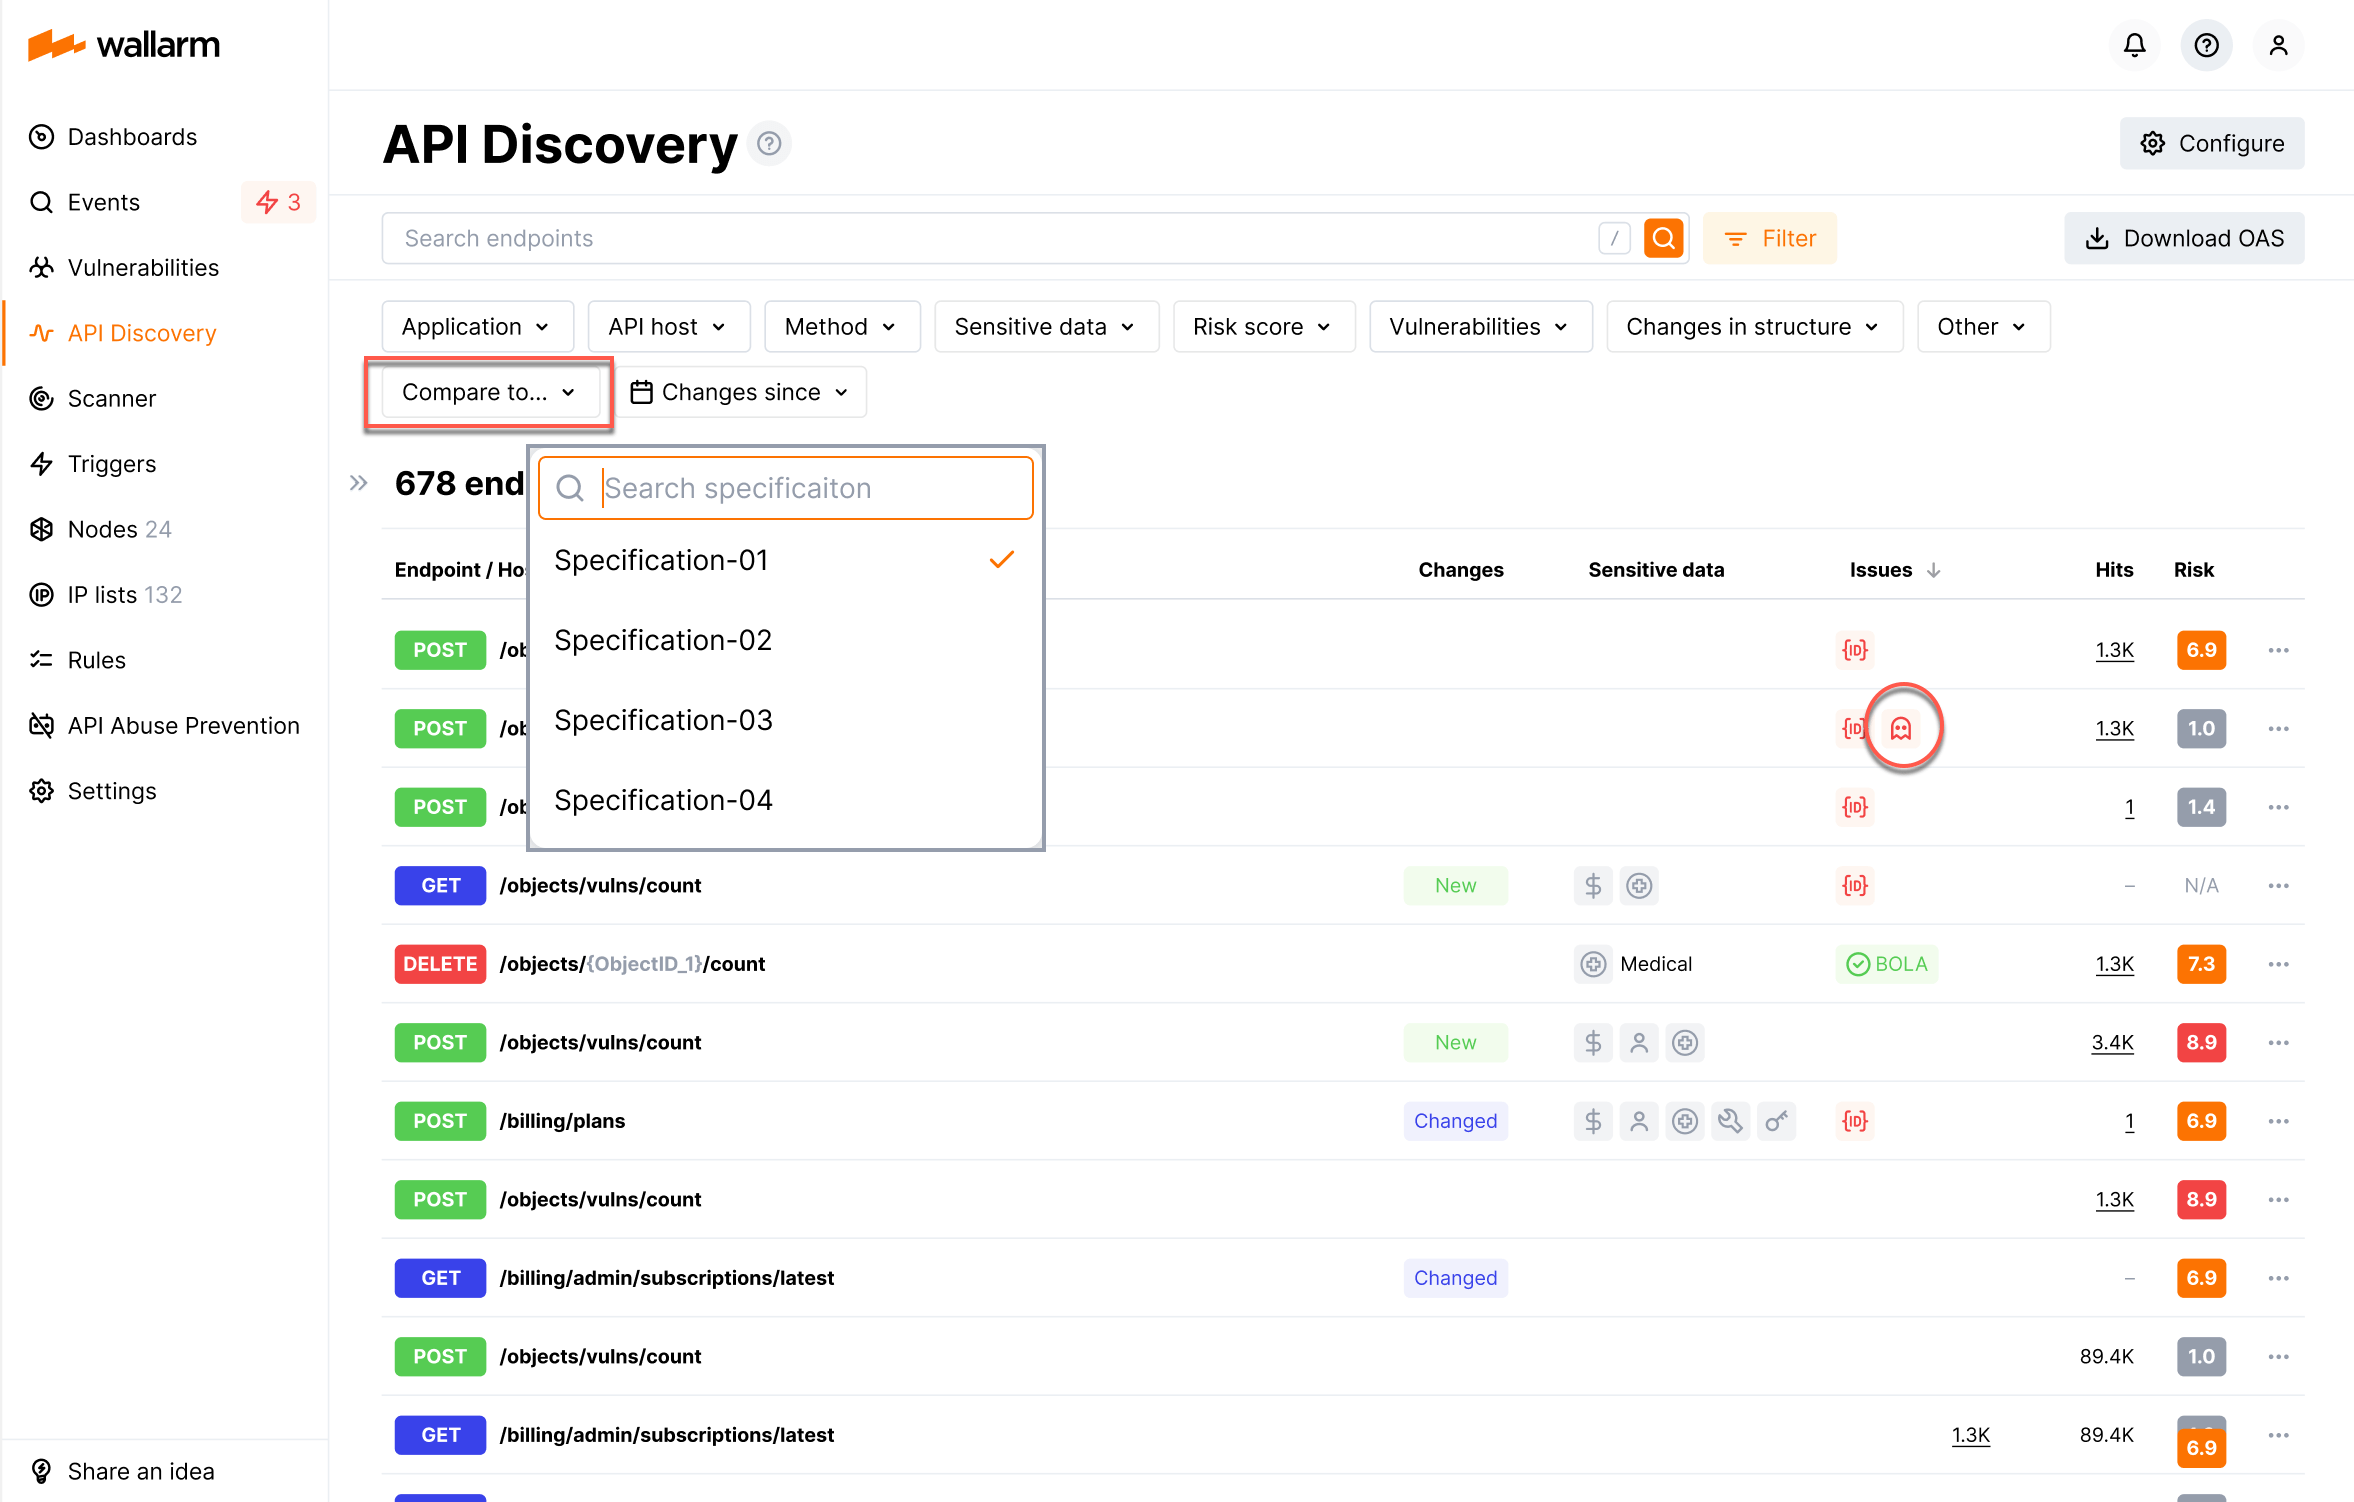 wallarm
Dashboards
Events 3
Vulnerabilities
API Discovery
Scanner
Triggers
Nodes 24
IP lists 132
Rules
API Abuse Prevention
Settings
Share an idea
API Discovery ?
Configure
Search endpoints /
Filter
Download OAS
Application API host Method Sensitive data Risk score Vulnerabilities Changes in structure Other
Compare to... Changes since
678 end
Search specificaiton
Specification-01
Specification-02
Specification-03
Specification-04
Endpoint / Ho Changes Sensitive data Issues Hits Risk
POST /ob {ID} 1.3K 6.9
POST /ob {ID} 1.3K 1.0
POST /ob {ID} 1 1.4
GET /objects/vulns/count New $ {ID} – N/A
DELETE /objects/{ObjectID_1}/count Medical BOLA 1.3K 7.3
POST /objects/vulns/count New $ 3.4K 8.9
POST /billing/plans Changed $ {ID} 1 6.9
POST /objects/vulns/count 1.3K 8.9
GET /billing/admin/subscriptions/latest Changed – 6.9
POST /objects/vulns/count 89.4K 1.0
GET /billing/admin/subscriptions/latest 1.3K 89.4K 6.9